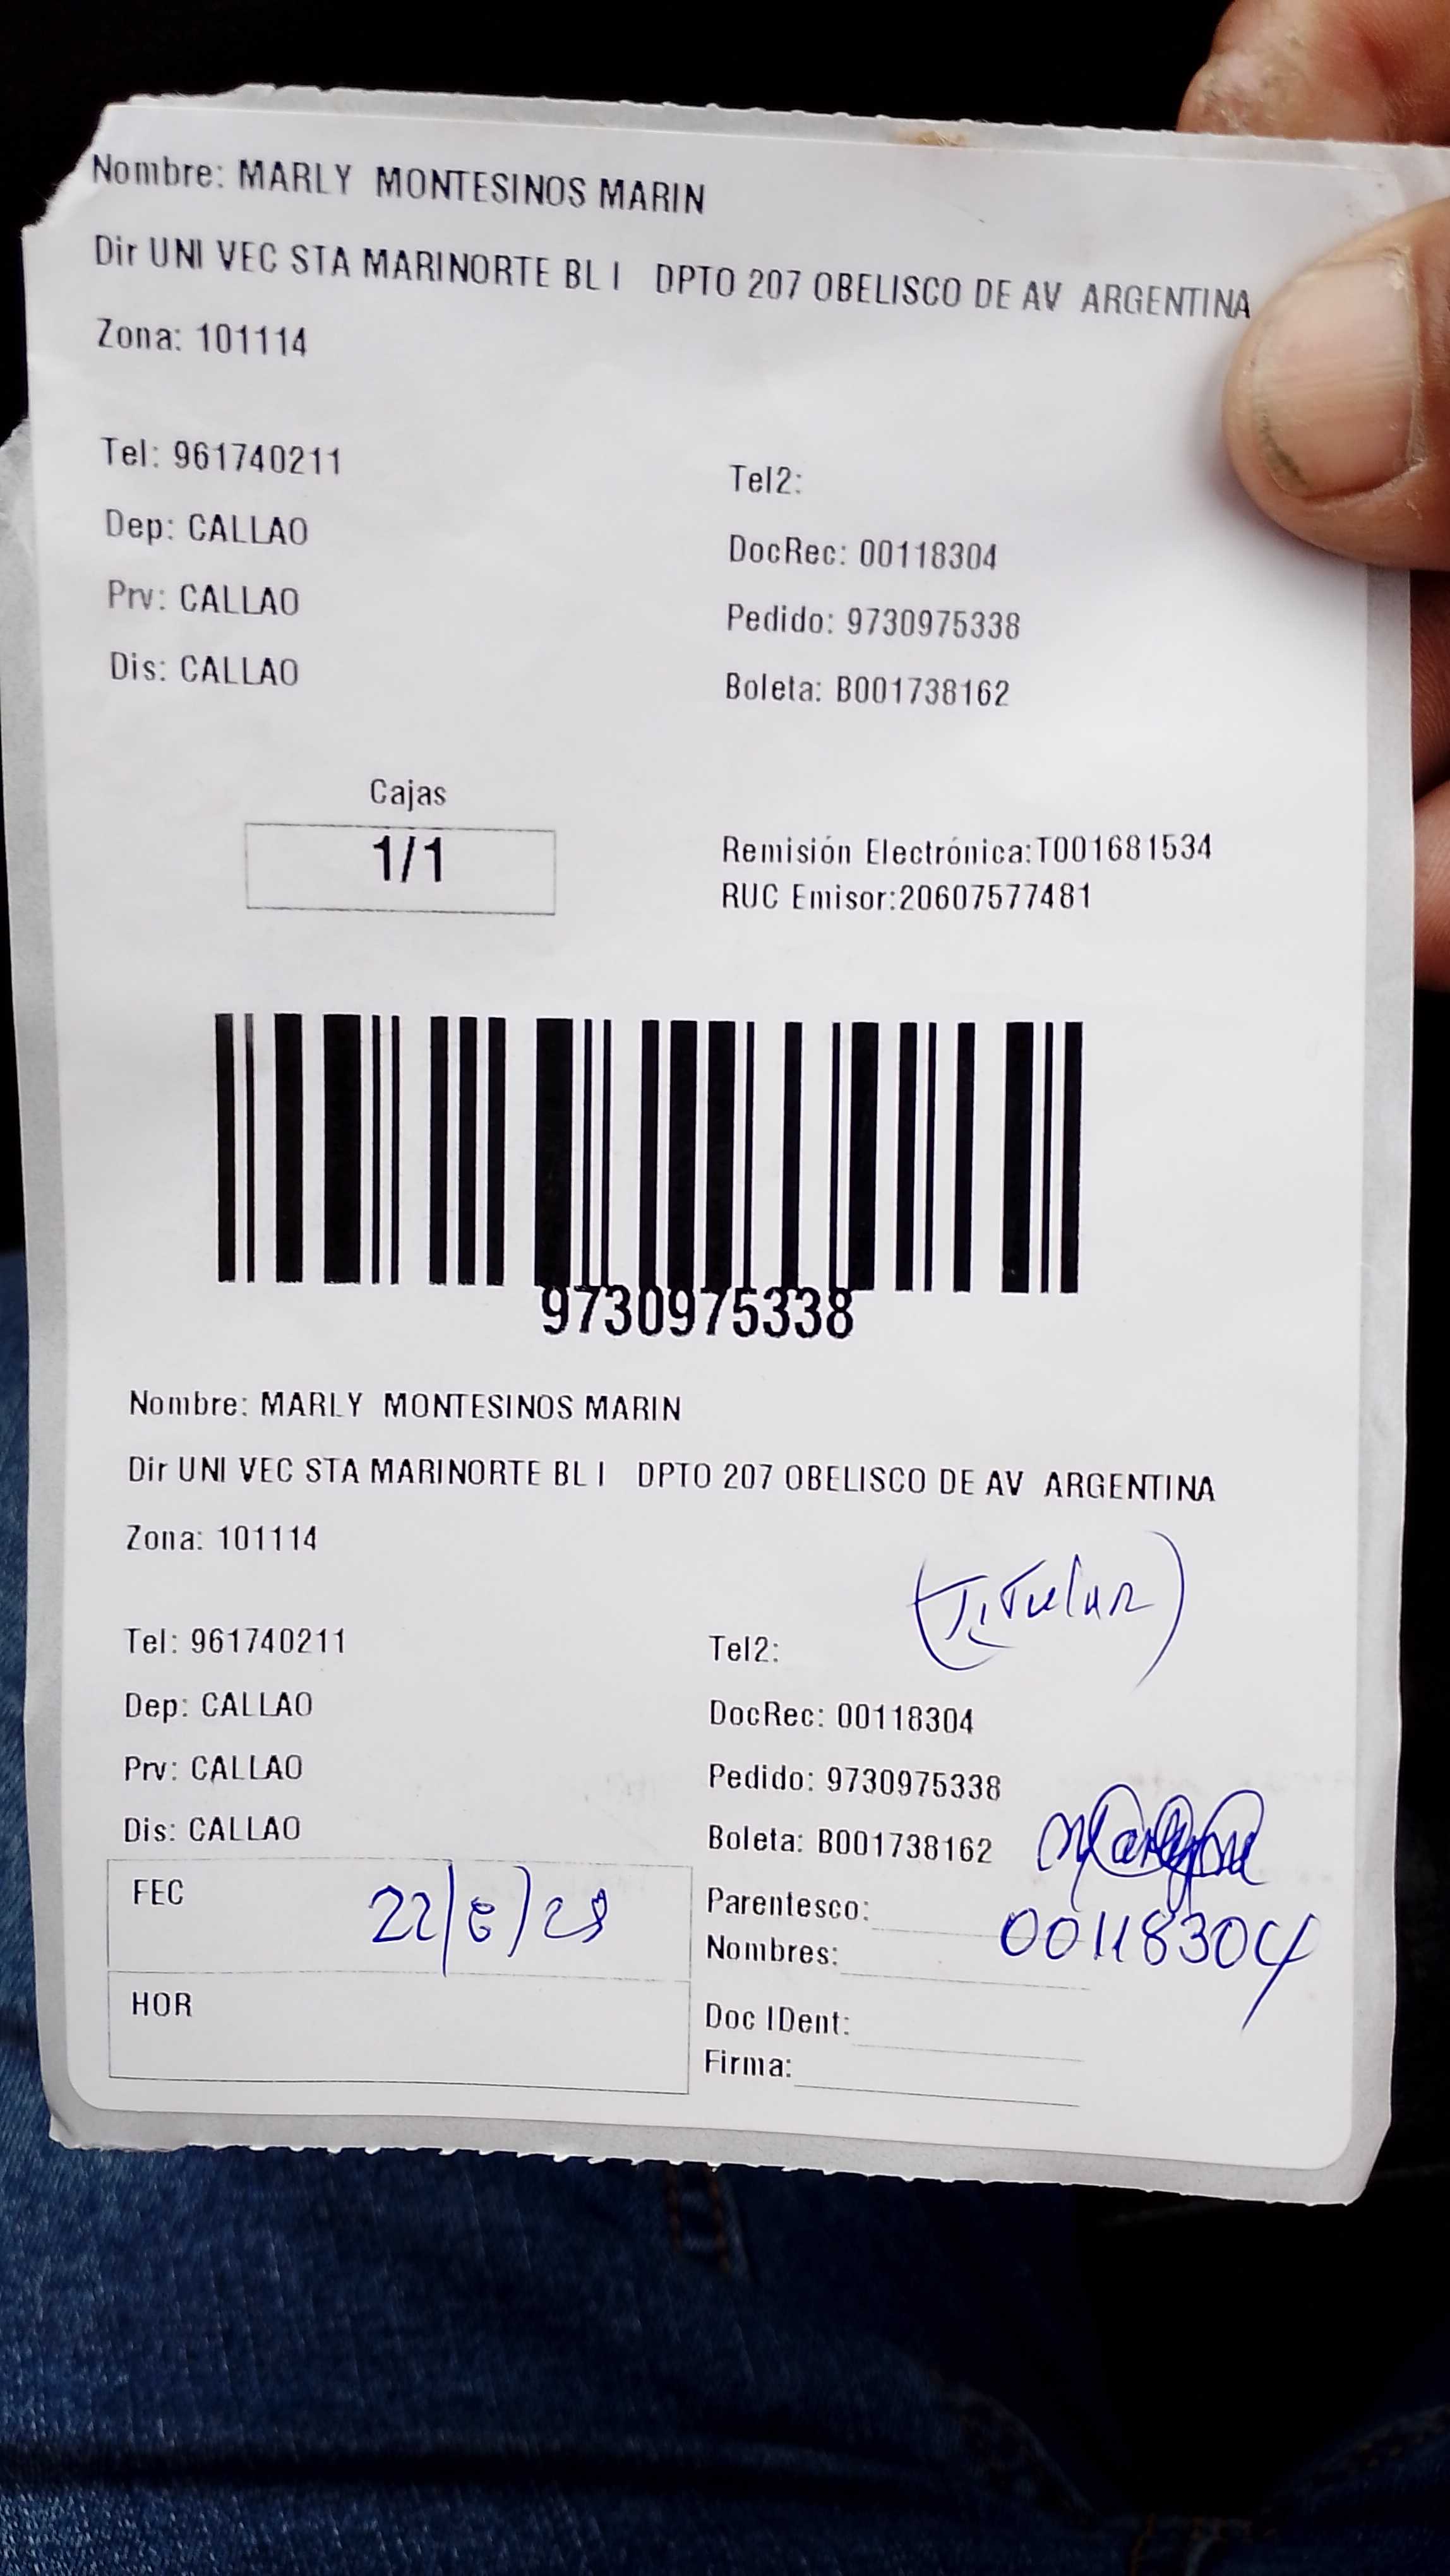 Nombre: MARLY MONTESINOS MARIN
Dir UNI VEC STA MARINORTE BL I DPTO 207 OBELISCO DE AV ARGENTINA
Zona: 101114
Tel: 961740211 Tel2:
Dep: CALLAO DocRec: 00118304
Prv: CALLAO Pedido: 9730975338
Dis: CALLAO Boleta: B001738162
Cajas
1/1
Remisión Electrónica:T001681534
RUC Emisor:20607577481
9730975338
Nombre: MARLY MONTESINOS MARIN
Dir UNI VEC STA MARINORTE BL I DPTO 207 OBELISCO DE AV ARGENTINA
Zona: 101114
(Titular)
Tel: 961740211 Tel2:
Dep: CALLAO DocRec: 00118304
Prv: CALLAO Pedido: 9730975338
Dis: CALLAO Boleta: B001738162
FEC Parentesco:
00118304
Nombres:
HOR Doc IDent:
Firma: